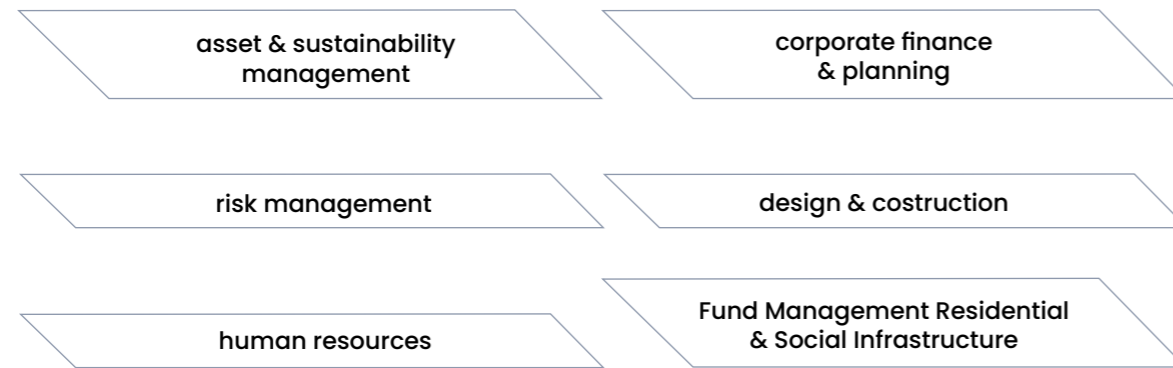 asset & sustainability
management
corporate finance
& planning
risk management
design & costruction
human resources
Fund Management Residential
& Social Infrastructure